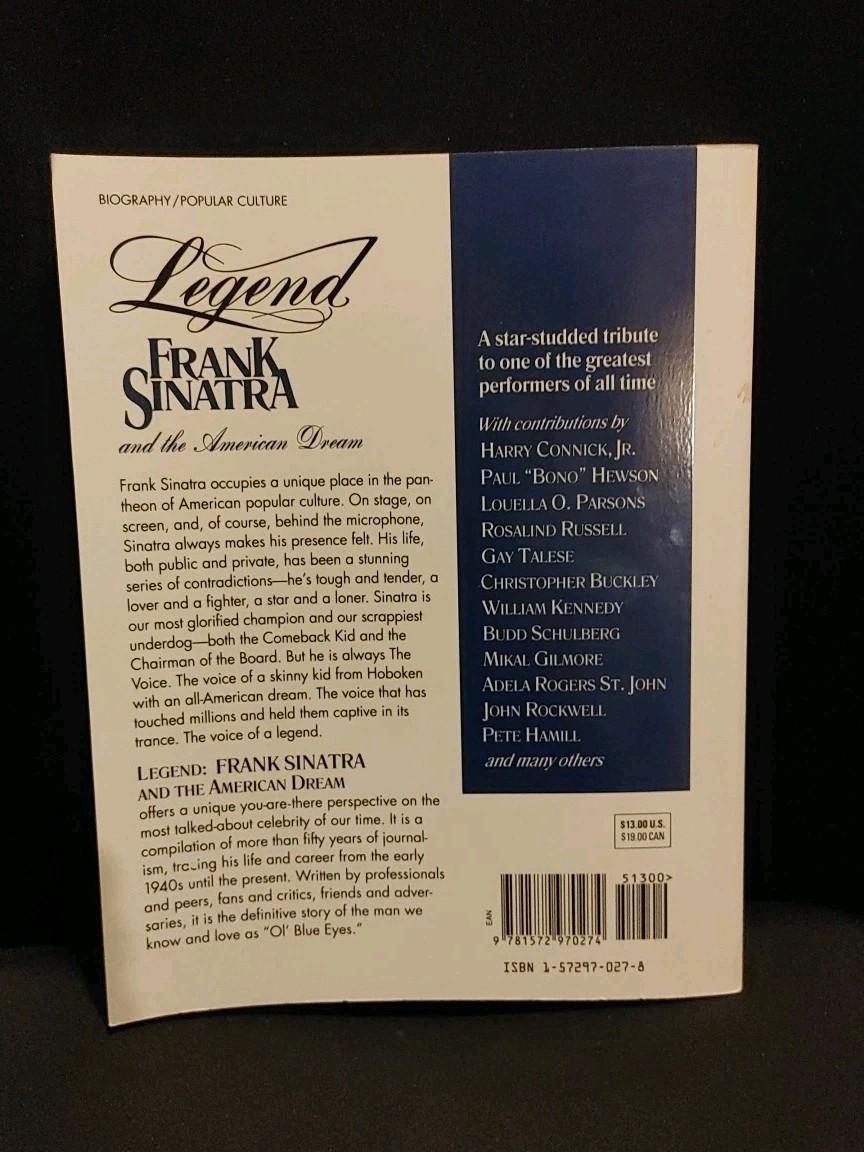 BIOGRAPHY/POPULAR CULTURE
Legend
FRANK
SINATRA
and the American Dream
Frank Sinatra occupies a unique place in the pan-
theon of American popular culture. On stage, on
screen, and, of course, behind the microphone,
Sinatra always makes his presence felt. His life,
both public and private, has been a stunning
series of contradictions—he's tough and tender, a
lover and a fighter, a star and a loner. Sinatra is
our most glorified champion and our scrappiest
underdog—both the Comeback Kid and the
Chairman of the Board. But he is always The
Voice. The voice of a skinny kid from Hoboken
with an all-American dream. The voice that has
touched millions and held them captive in its
trance. The voice of a legend.
LEGEND: FRANK SINATRA
AND THE AMERICAN DREAM
offers a unique you-are-there perspective on the
most talked-about celebrity of our time. It is a
compilation of more than fifty years of journal-
ism, tracing his life and career from the early
1940s until the present. Written by professionals
and peers, fans and critics, friends and adver-
saries, it is the definitive story of the man we
know and love as "Ol' Blue Eyes."
A star-studded tribute
to one of the greatest
performers of all time
With contributions by
HARRY CONNICK, JR.
PAUL "BONO" HEWSON
LOUELLA O. PARSONS
ROSALIND RUSSELL
GAY TALESE
CHRISTOPHER BUCKLEY
WILLIAM KENNEDY
BUDD SCHULBERG
MIKAL GILMORE
ADELA ROGERS ST. JOHN
JOHN ROCKWELL
PETE HAMILL
and many others
$13.00 U.S.
$19.00 CAN
51300>
EAN
9 781572 970274
ISBN 1-57297-027-8